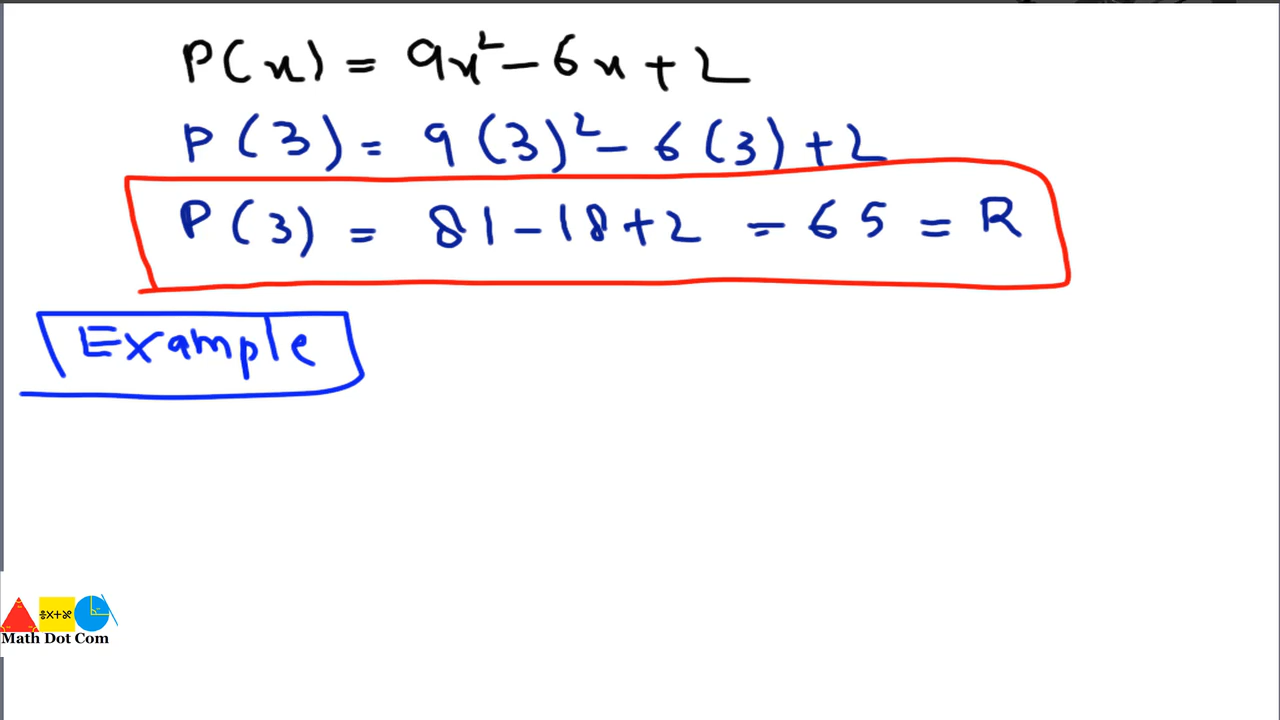 P(x) = 9x² - 6x + 2
P(3) = 9(3)² - 6(3) + 2
P(3) = 81 - 18 + 2 = 65 = R
Example
Math Dot Com